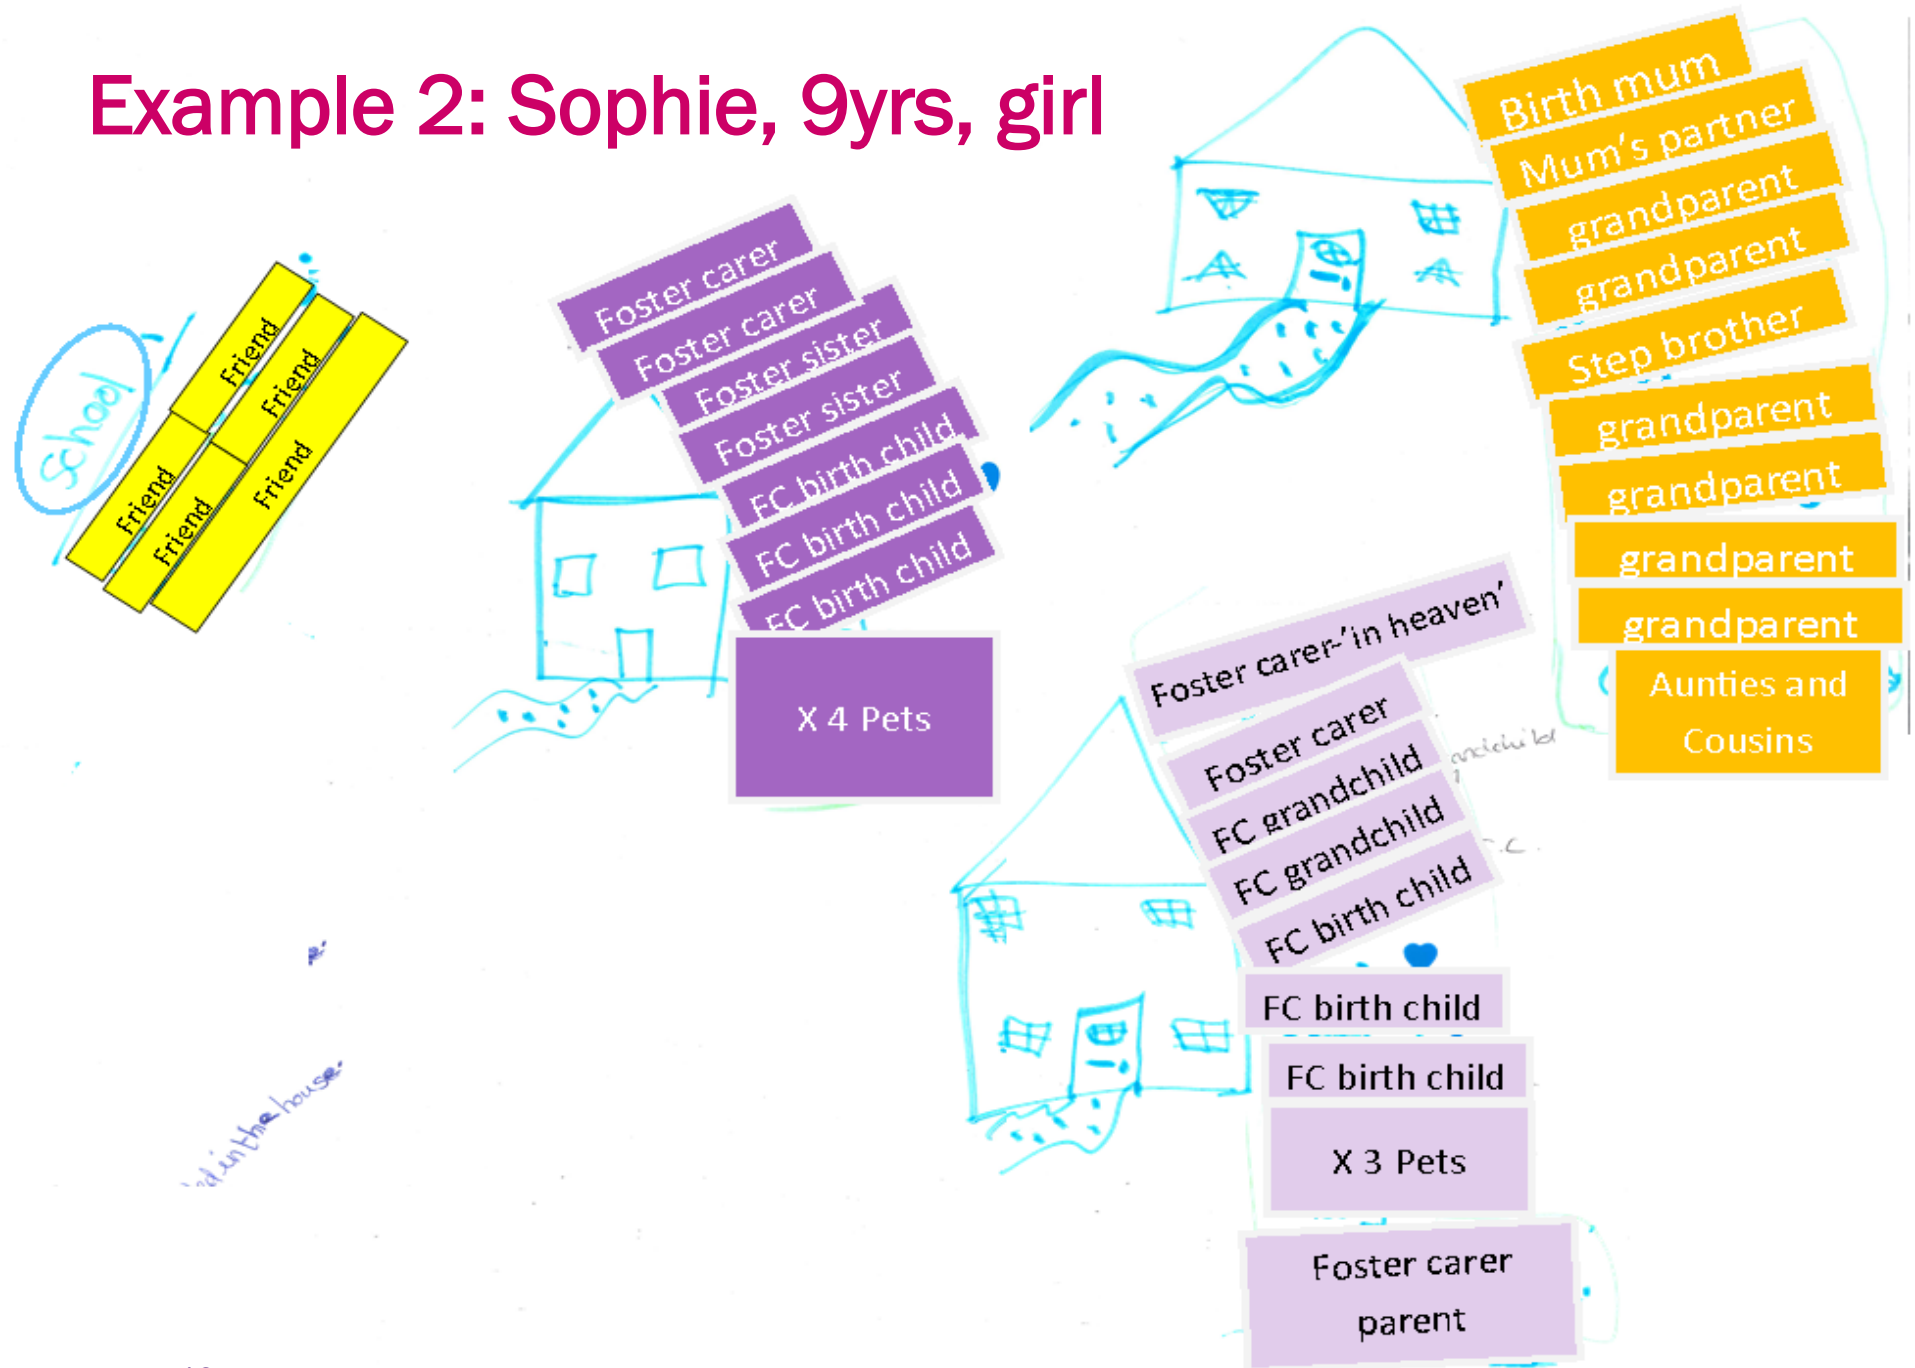 Example 2: Sophie, 9yrs, girl
School
Friend
Friend
Friend
Friend
Friend
Foster carer
Foster carer
Foster sister
Foster sister
FC birth child
FC birth child
FC birth child
X 4 Pets
Birth mum
Mum's partner
grandparent
grandparent
Step brother
grandparent
grandparent
grandparent
grandparent
Aunties and
Cousins
Foster carer-'in heaven'
Foster carer
FC grandchild
FC grandchild
FC birth child
FC birth child
FC birth child
X 3 Pets
Foster carer
parent
in the house.